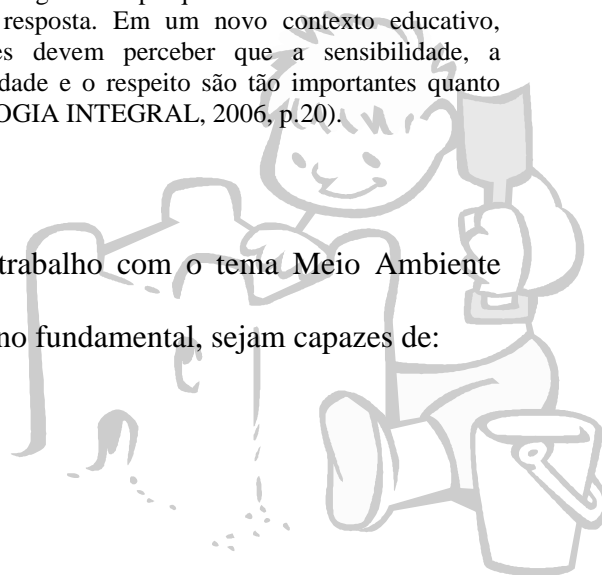 resposta. Em um novo contexto educativo,
es devem perceber que a sensibilidade, a
dade e o respeito são tão importantes quanto
OGIA INTEGRAL, 2006, p.20).
trabalho com o tema Meio Ambiente
no fundamental, sejam capazes de: